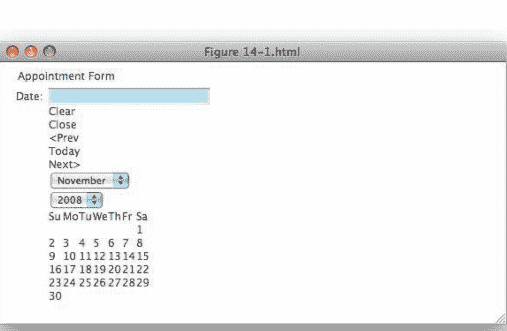 Figure 14-1.html
Appointment Form
Date:
Clear
Close
<Prev
Today
Next>
November
2008
Su Mo Tu We Th Fr Sa
1
2 3 4 5 6 7 8
9 10 11 12 13 14 15
16 17 18 19 20 21 22
23 24 25 26 27 28 29
30